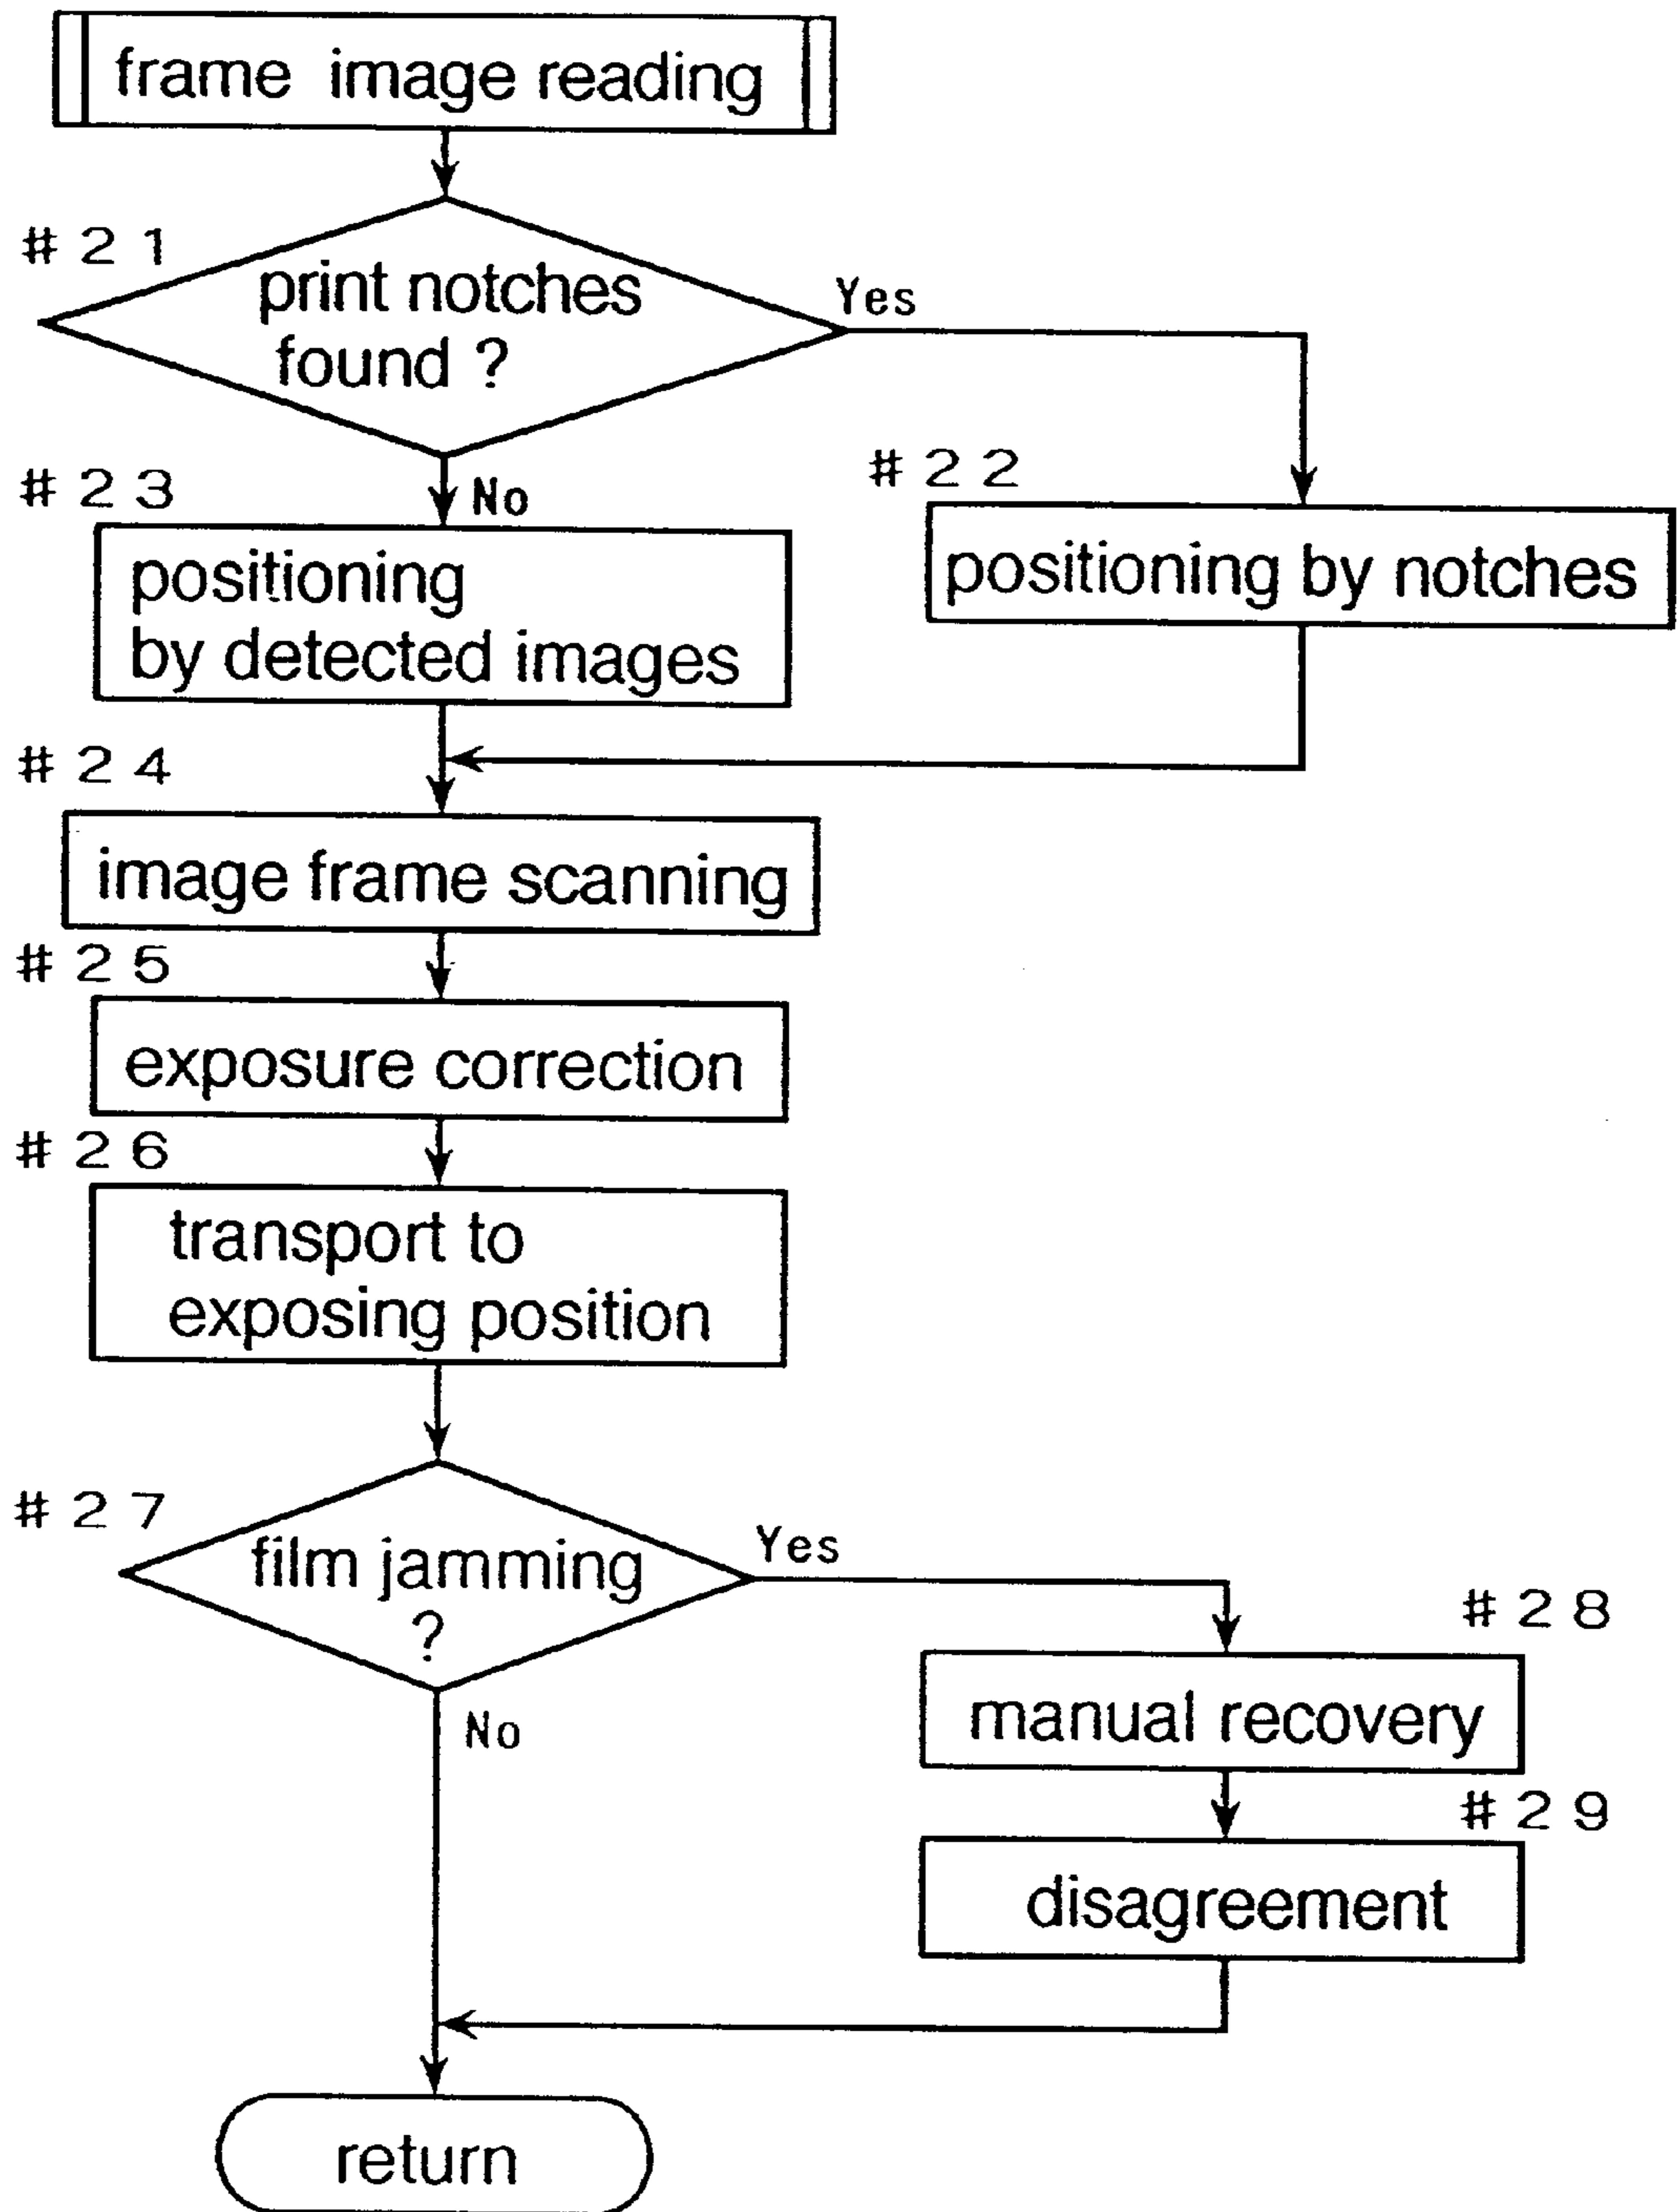 frame image reading
#21
print notches
found ?
Yes
#23
No
#22
positioning
by detected images
positioning by notches
#24
image frame scanning
#25
exposure correction
#26
transport to
exposing position
#27
film jamming
?
Yes
#28
manual recovery
No
#29
disagreement
return